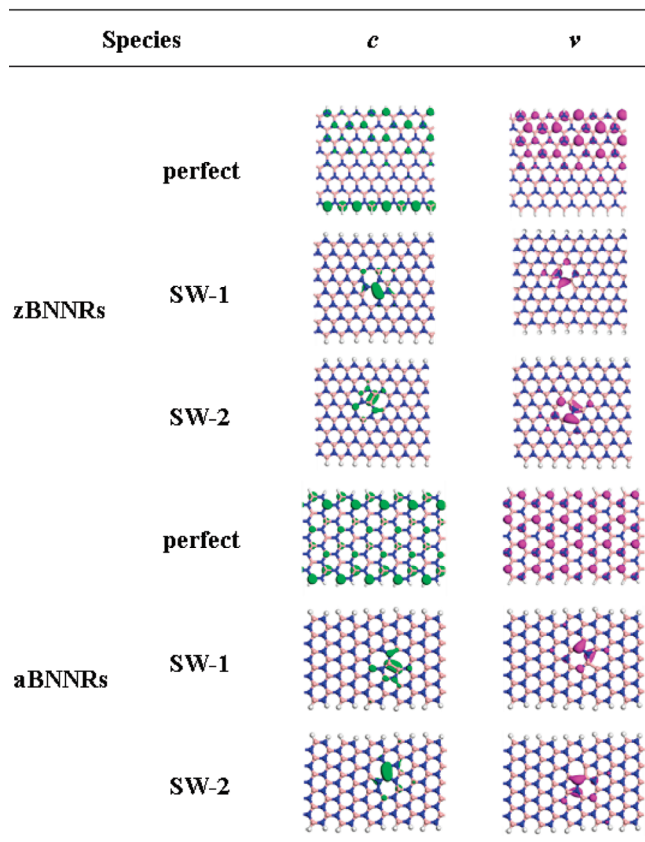 Species c v
perfect
SW-1
zBNNRs
SW-2
perfect
SW-1
aBNNRs
SW-2